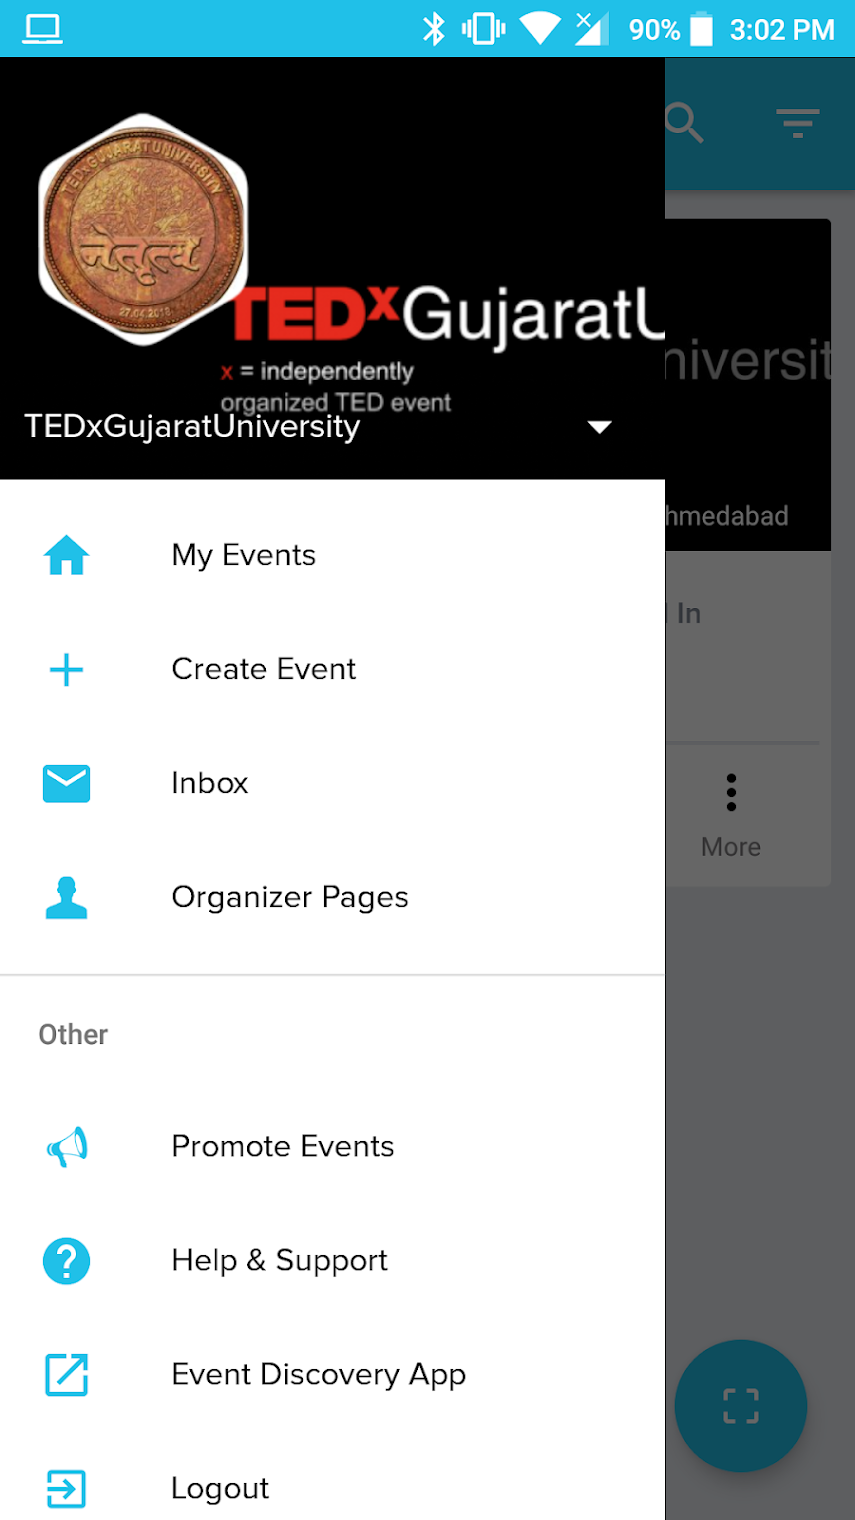 90% 3:02 PM
TEDxGUJARATUNIVERSITY
नेतृत्व
27.04.2018
TEDxGujaratU
niversit
x = independently
organized TED event
TEDxGujaratUniversity
hmedabad
My Events
In
Create Event
Inbox
More
Organizer Pages
Other
Promote Events
Help & Support
Event Discovery App
Logout